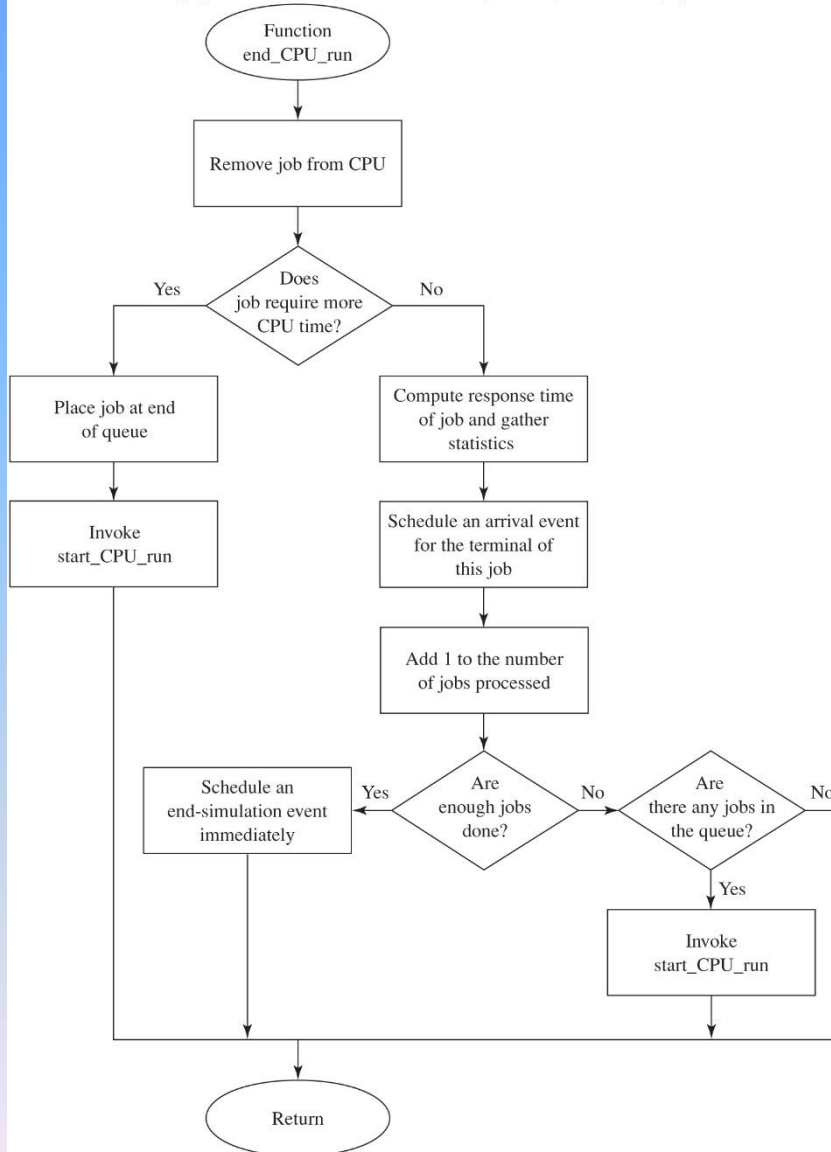 Function
end_CPU_run
Remove job from CPU
Does
job require more
CPU time?
Yes
No
Place job at end
of queue
Invoke
start_CPU_run
Compute response time
of job and gather
statistics
Schedule an arrival event
for the terminal of
this job
Add 1 to the number
of jobs processed
Are
enough jobs
done?
Yes
No
Schedule an
end-simulation event
immediately
Are
there any jobs in
the queue?
No
Yes
Invoke
start_CPU_run
Return